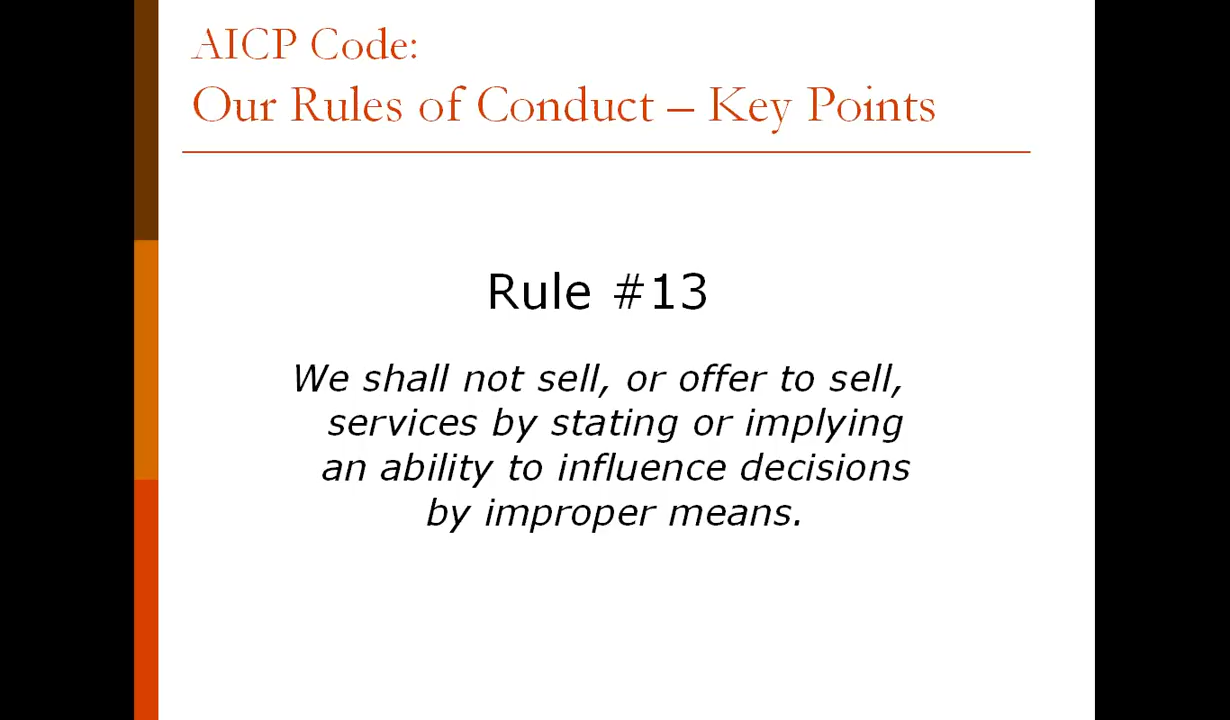 AICP Code:
Our Rules of Conduct – Key Points
Rule #13
We shall not sell, or offer to sell,
services by stating or implying
an ability to influence decisions
by improper means.